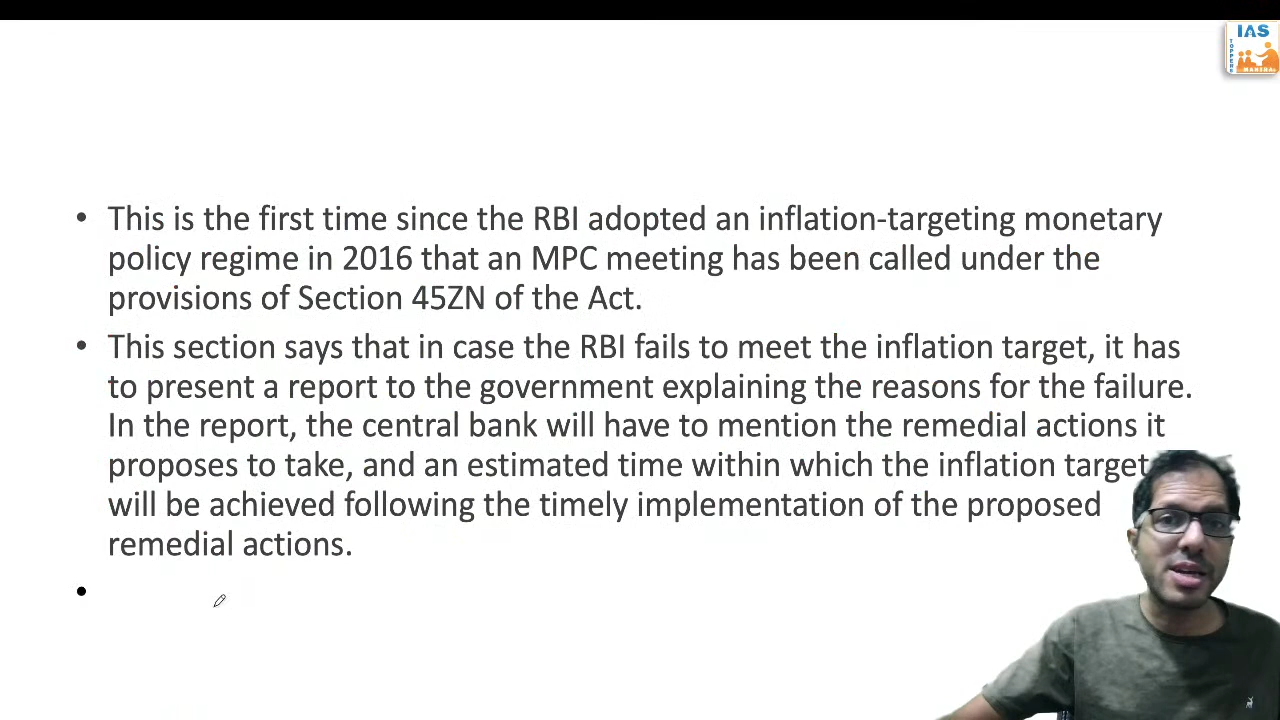 IAS
TOPPERS
MANTRA
• This is the first time since the RBI adopted an inflation-targeting monetary
policy regime in 2016 that an MPC meeting has been called under the
provisions of Section 45ZN of the Act.
• This section says that in case the RBI fails to meet the inflation target, it has
to present a report to the government explaining the reasons for the failure.
In the report, the central bank will have to mention the remedial actions it
proposes to take, and an estimated time within which the inflation target
will be achieved following the timely implementation of the proposed
remedial actions.
•